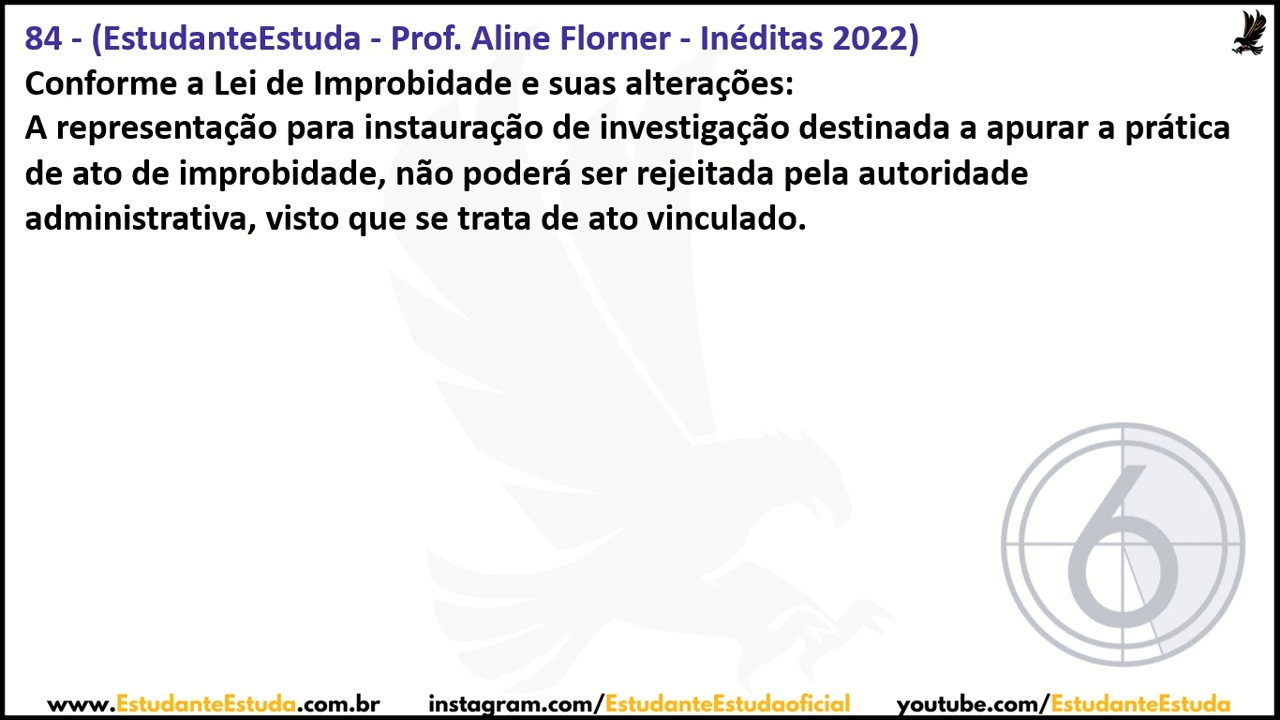 84 - (EstudanteEstuda - Prof. Aline Florner - Inéditas 2022)
Conforme a Lei de Improbidade e suas alterações:
A representação para instauração de investigação destinada a apurar a prática
de ato de improbidade, não poderá ser rejeitada pela autoridade
administrativa, visto que se trata de ato vinculado.
6
www.EstudanteEstuda.com.br instagram.com/EstudanteEstudaoficial youtube.com/EstudanteEstuda